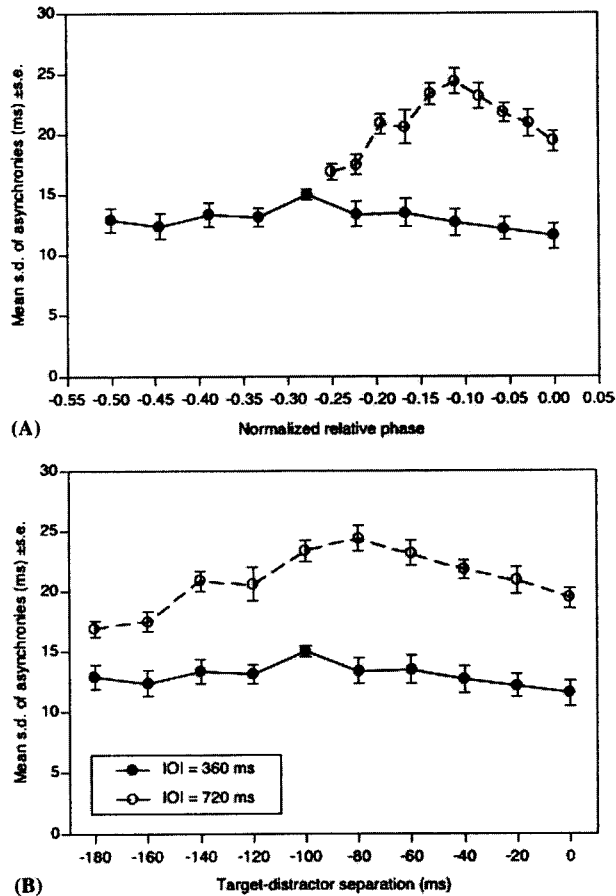 Mean s.d. of asynchronies (ms) ±s.e.
30
25
20
15
10
5
0
-0.55 -0.50 -0.45 -0.40 -0.35 -0.30 -0.25 -0.20 -0.15 -0.10 -0.05 0.00 0.05
(A)
Normalized relative phase
Mean s.d. of asynchronies (ms) ±s.e.
30
25
20
15
10
5
0
IOI = 360 ms
IOI = 720 ms
-180 -160 -140 -120 -100 -80 -60 -40 -20 0
(B)
Target-distractor separation (ms)